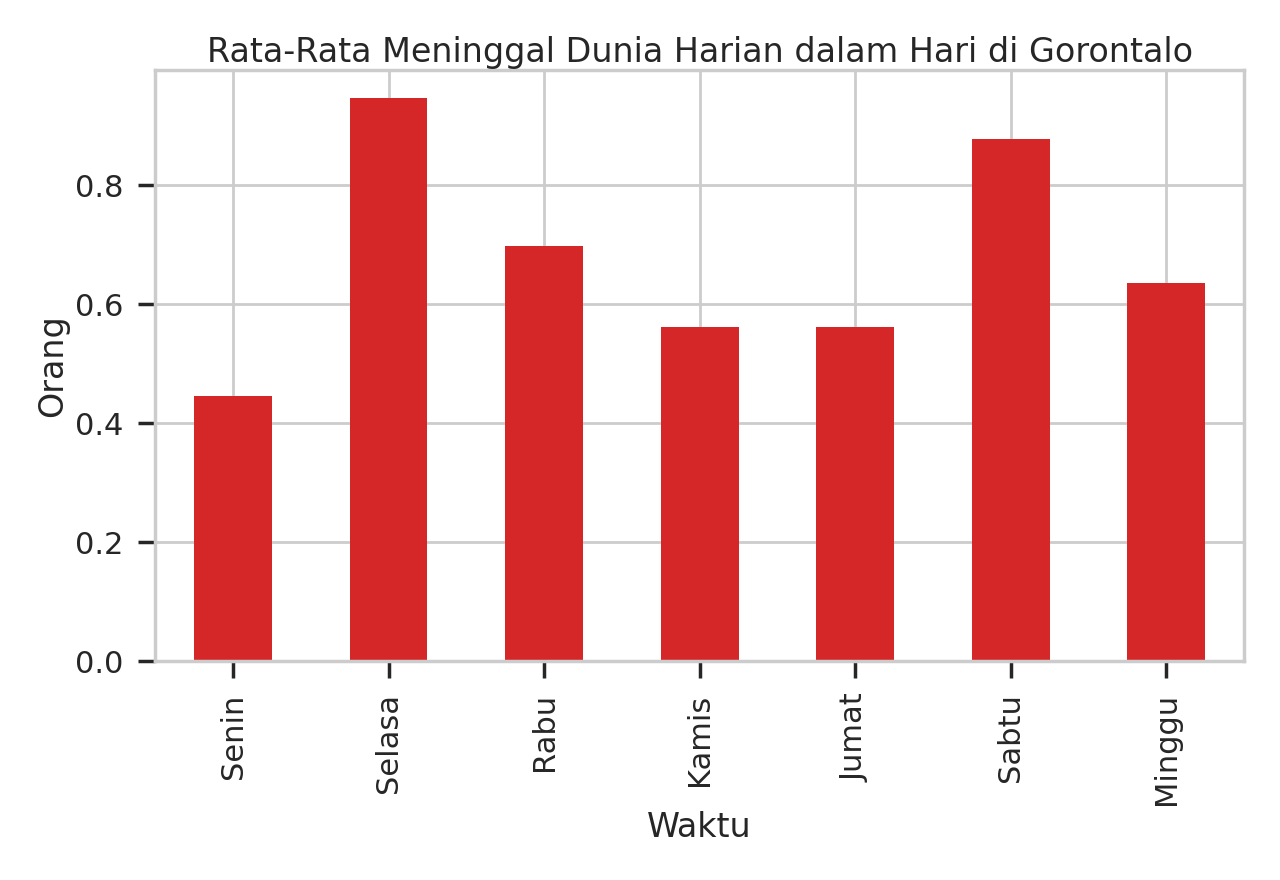 Rata-Rata Meninggal Dunia Harian dalam Hari di Gorontalo
Orang
0.8
0.6
0.4
0.2
0.0
Senin
Selasa
Rabu
Kamis
Jumat
Sabtu
Minggu
Waktu